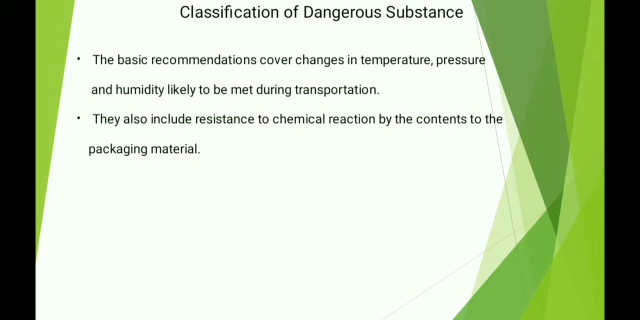 Classification of Dangerous Substance
• The basic recommendations cover changes in temperature, pressure
and humidity likely to be met during transportation.
• They also include resistance to chemical reaction by the contents to the
packaging material.